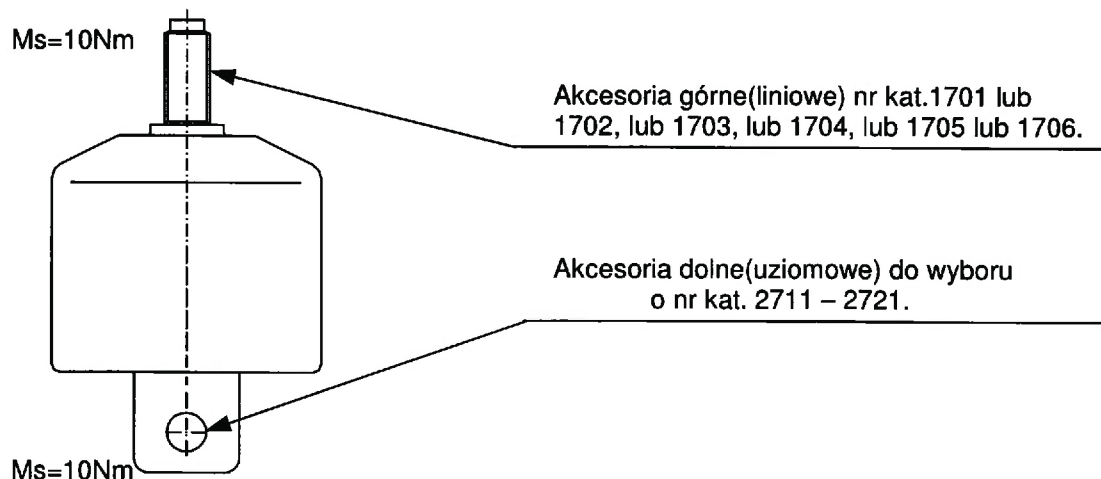 Ms=10Nm
Akcesoria górne(liniowe) nr kat.1701 lub
1702, lub 1703, lub 1704, lub 1705 lub 1706.
Akcesoria dolne(uziomowe) do wyboru
o nr kat. 2711 – 2721.
Ms=10Nm